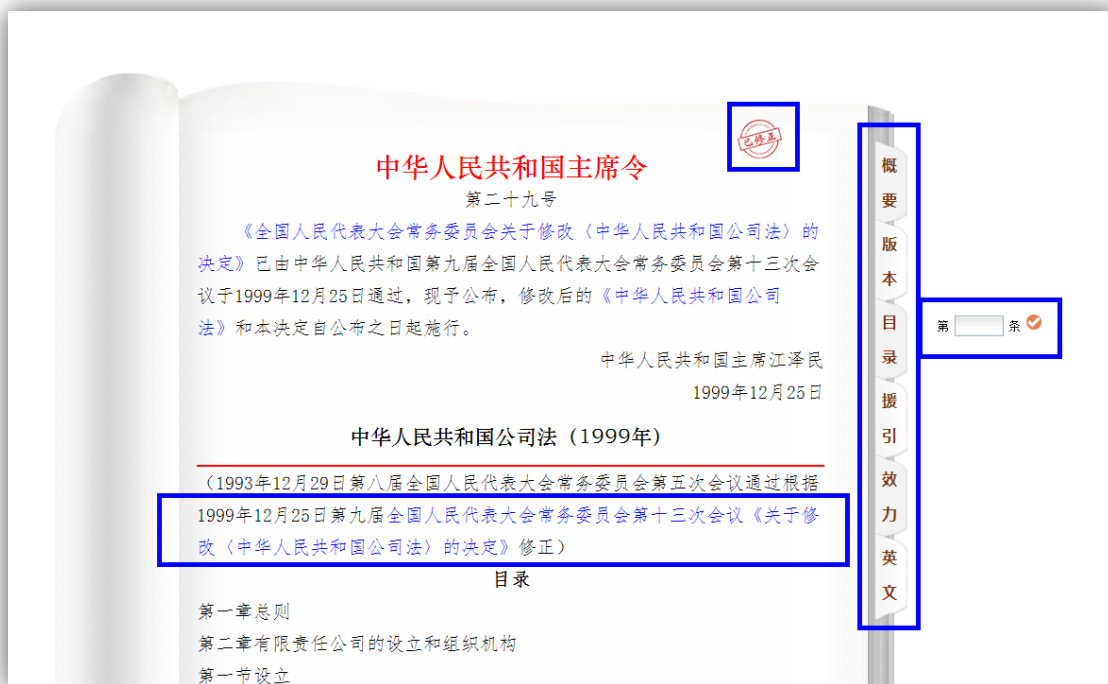 已修正
中华人民共和国主席令
第二十九号
《全国人民代表大会常务委员会关于修改〈中华人民共和国公司法〉的
决定》已由中华人民共和国第九届全国人民代表大会常务委员会第十三次会
议于1999年12月25日通过，现予公布，修改后的《中华人民共和国公司
法》和本决定自公布之日起施行。
中华人民共和国主席江泽民
1999年12月25日
中华人民共和国公司法（1999年）
（1993年12月29日第八届全国人民代表大会常务委员会第五次会议通过根据
1999年12月25日第九届全国人民代表大会常务委员会第十三次会议《关于修
改〈中华人民共和国公司法〉的决定》修正）
目录
第一章总则
第二章有限责任公司的设立和组织机构
第一节设立
概要
版本
目录
援引
效力
英文
第 条